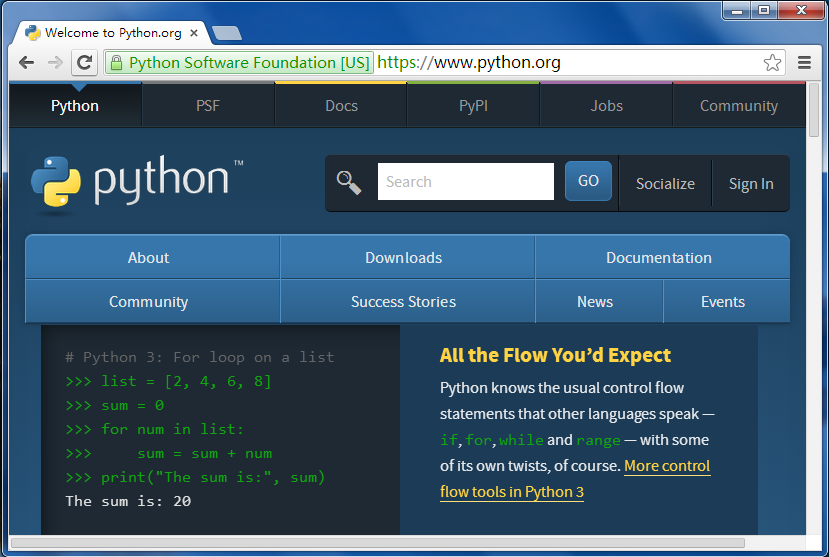 Welcome to Python.org
Python Software Foundation [US] https://www.python.org
Python PSF Docs PyPI Jobs Community
python™
Search GO Socialize Sign In
About Downloads Documentation
Community Success Stories News Events
# Python 3: For loop on a list
>>> list = [2, 4, 6, 8]
>>> sum = 0
>>> for num in list:
>>>     sum = sum + num
>>> print("The sum is:", sum)
The sum is: 20
All the Flow You’d Expect
Python knows the usual control flow
statements that other languages speak —
if, for, while and range — with some
of its own twists, of course. More control
flow tools in Python 3